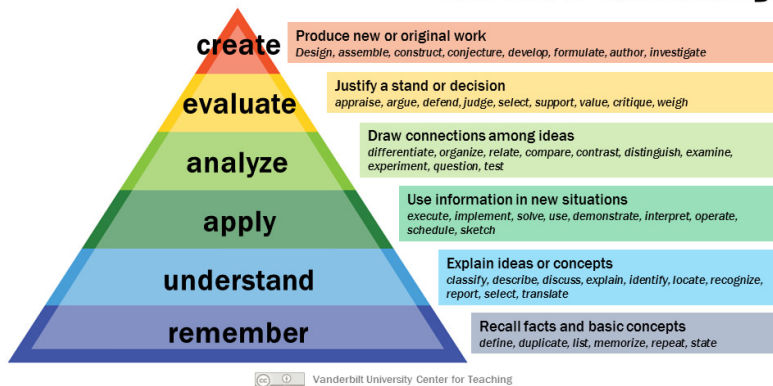 create
Produce new or original work
Design, assemble, construct, conjecture, develop, formulate, author, investigate
evaluate
Justify a stand or decision
appraise, argue, defend, judge, select, support, value, critique, weigh
analyze
Draw connections among ideas
differentiate, organize, relate, compare, contrast, distinguish, examine,
experiment, question, test
apply
Use information in new situations
execute, implement, solve, use, demonstrate, interpret, operate,
schedule, sketch
understand
Explain ideas or concepts
classify, describe, discuss, explain, identify, locate, recognize,
report, select, translate
remember
Recall facts and basic concepts
define, duplicate, list, memorize, repeat, state
cc Vanderbilt University Center for Teaching